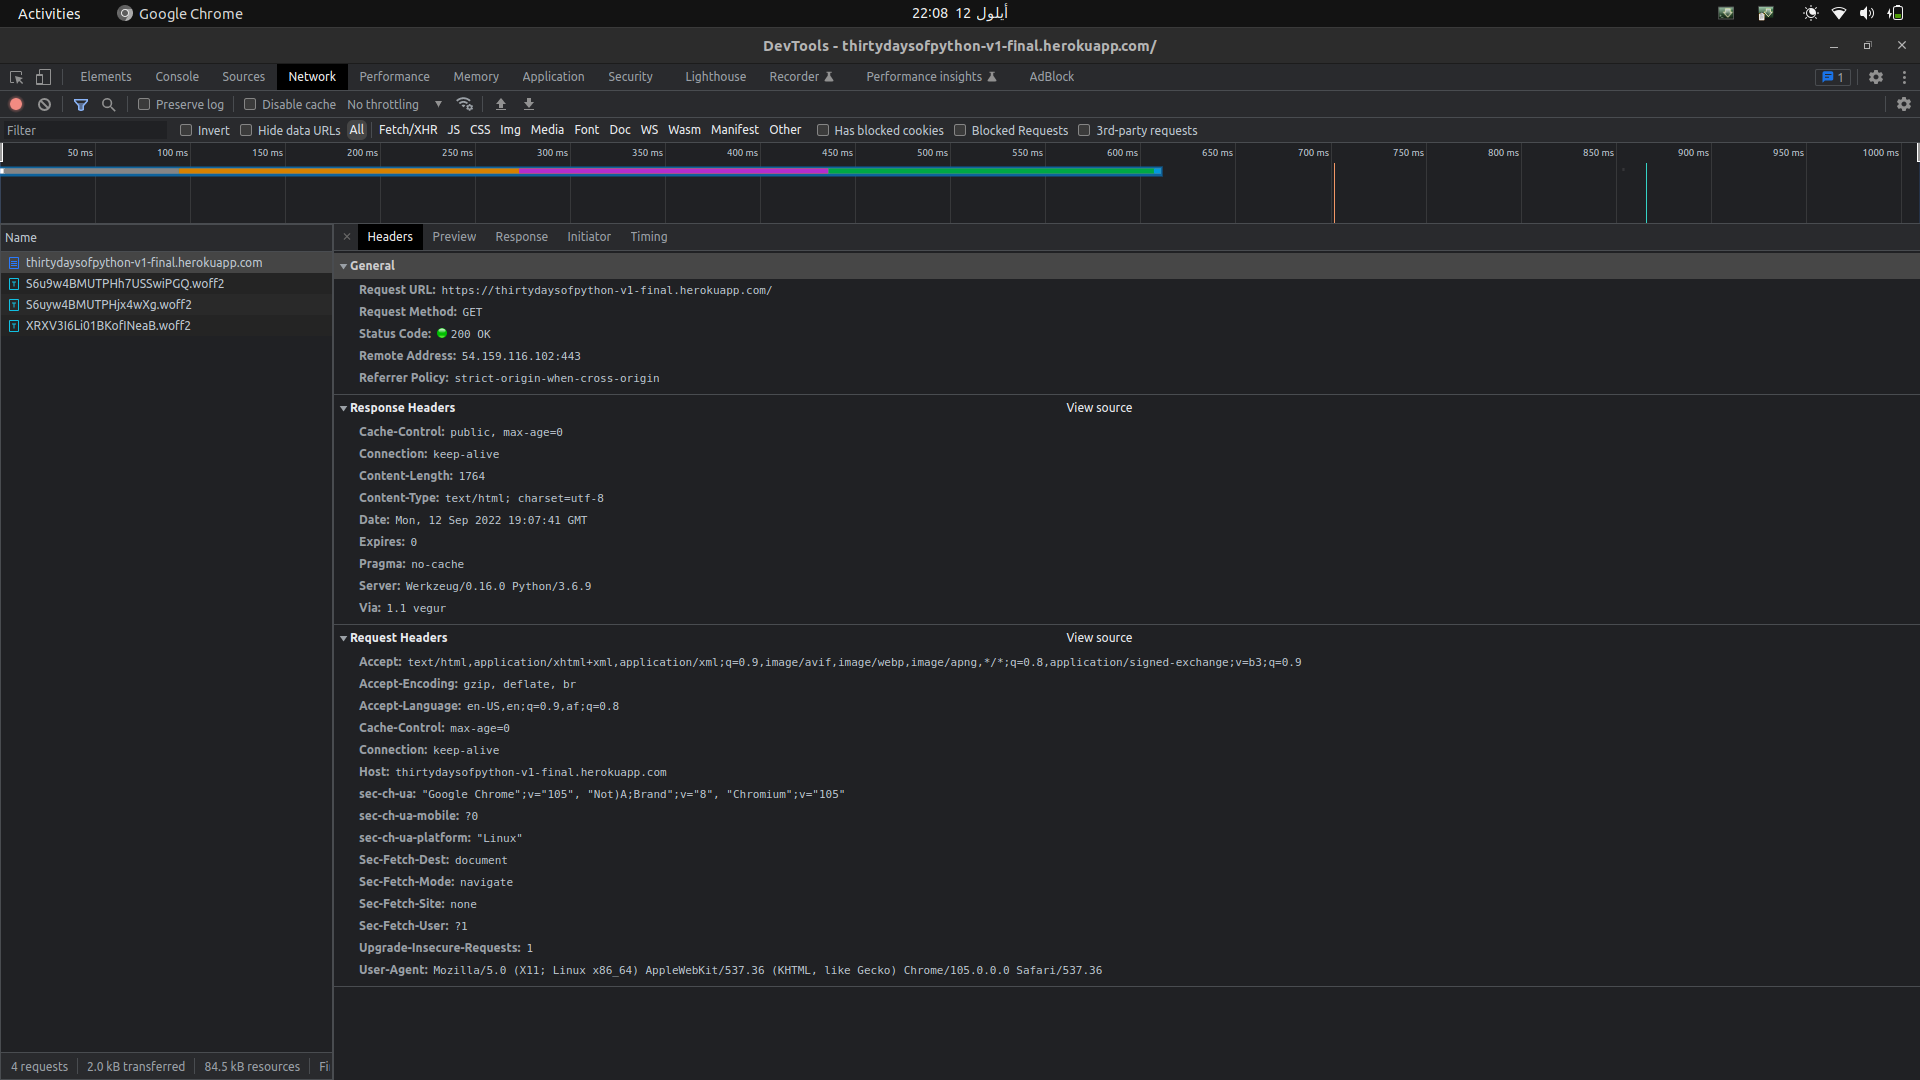 Activities
Google Chrome
22:08 12 أيلول
DevTools - thirtydaysofpython-v1-final.herokuapp.com/
Elements Console Sources Network Performance Memory Application Security Lighthouse Recorder Performance insights AdBlock 1
Preserve log Disable cache No throttling
Filter Invert Hide data URLs All Fetch/XHR JS CSS Img Media Font Doc WS Wasm Manifest Other Has blocked cookies Blocked Requests 3rd-party requests
50 ms 100 ms 150 ms 200 ms 250 ms 300 ms 350 ms 400 ms 450 ms 500 ms 550 ms 600 ms 650 ms 700 ms 750 ms 800 ms 850 ms 900 ms 950 ms 1000 ms
Name
thirtydaysofpython-v1-final.herokuapp.com
S6u9w4BMUTPHh7USSwiPGQ.woff2
S6uyw4BMUTPHjx4wXg.woff2
XRXV3I6Li01BKofINeaB.woff2
Headers Preview Response Initiator Timing
General
Request URL: https://thirtydaysofpython-v1-final.herokuapp.com/
Request Method: GET
Status Code: 200 OK
Remote Address: 54.159.116.102:443
Referrer Policy: strict-origin-when-cross-origin
Response Headers View source
Cache-Control: public, max-age=0
Connection: keep-alive
Content-Length: 1764
Content-Type: text/html; charset=utf-8
Date: Mon, 12 Sep 2022 19:07:41 GMT
Expires: 0
Pragma: no-cache
Server: Werkzeug/0.16.0 Python/3.6.9
Via: 1.1 vegur
Request Headers View source
Accept: text/html,application/xhtml+xml,application/xml;q=0.9,image/avif,image/webp,image/apng,*/*;q=0.8,application/signed-exchange;v=b3;q=0.9
Accept-Encoding: gzip, deflate, br
Accept-Language: en-US,en;q=0.9,af;q=0.8
Cache-Control: max-age=0
Connection: keep-alive
Host: thirtydaysofpython-v1-final.herokuapp.com
sec-ch-ua: "Google Chrome";v="105", "Not)A;Brand";v="8", "Chromium";v="105"
sec-ch-ua-mobile: ?0
sec-ch-ua-platform: "Linux"
Sec-Fetch-Dest: document
Sec-Fetch-Mode: navigate
Sec-Fetch-Site: none
Sec-Fetch-User: ?1
Upgrade-Insecure-Requests: 1
User-Agent: Mozilla/5.0 (X11; Linux x86_64) AppleWebKit/537.36 (KHTML, like Gecko) Chrome/105.0.0.0 Safari/537.36
4 requests 2.0 kB transferred 84.5 kB resources Fi